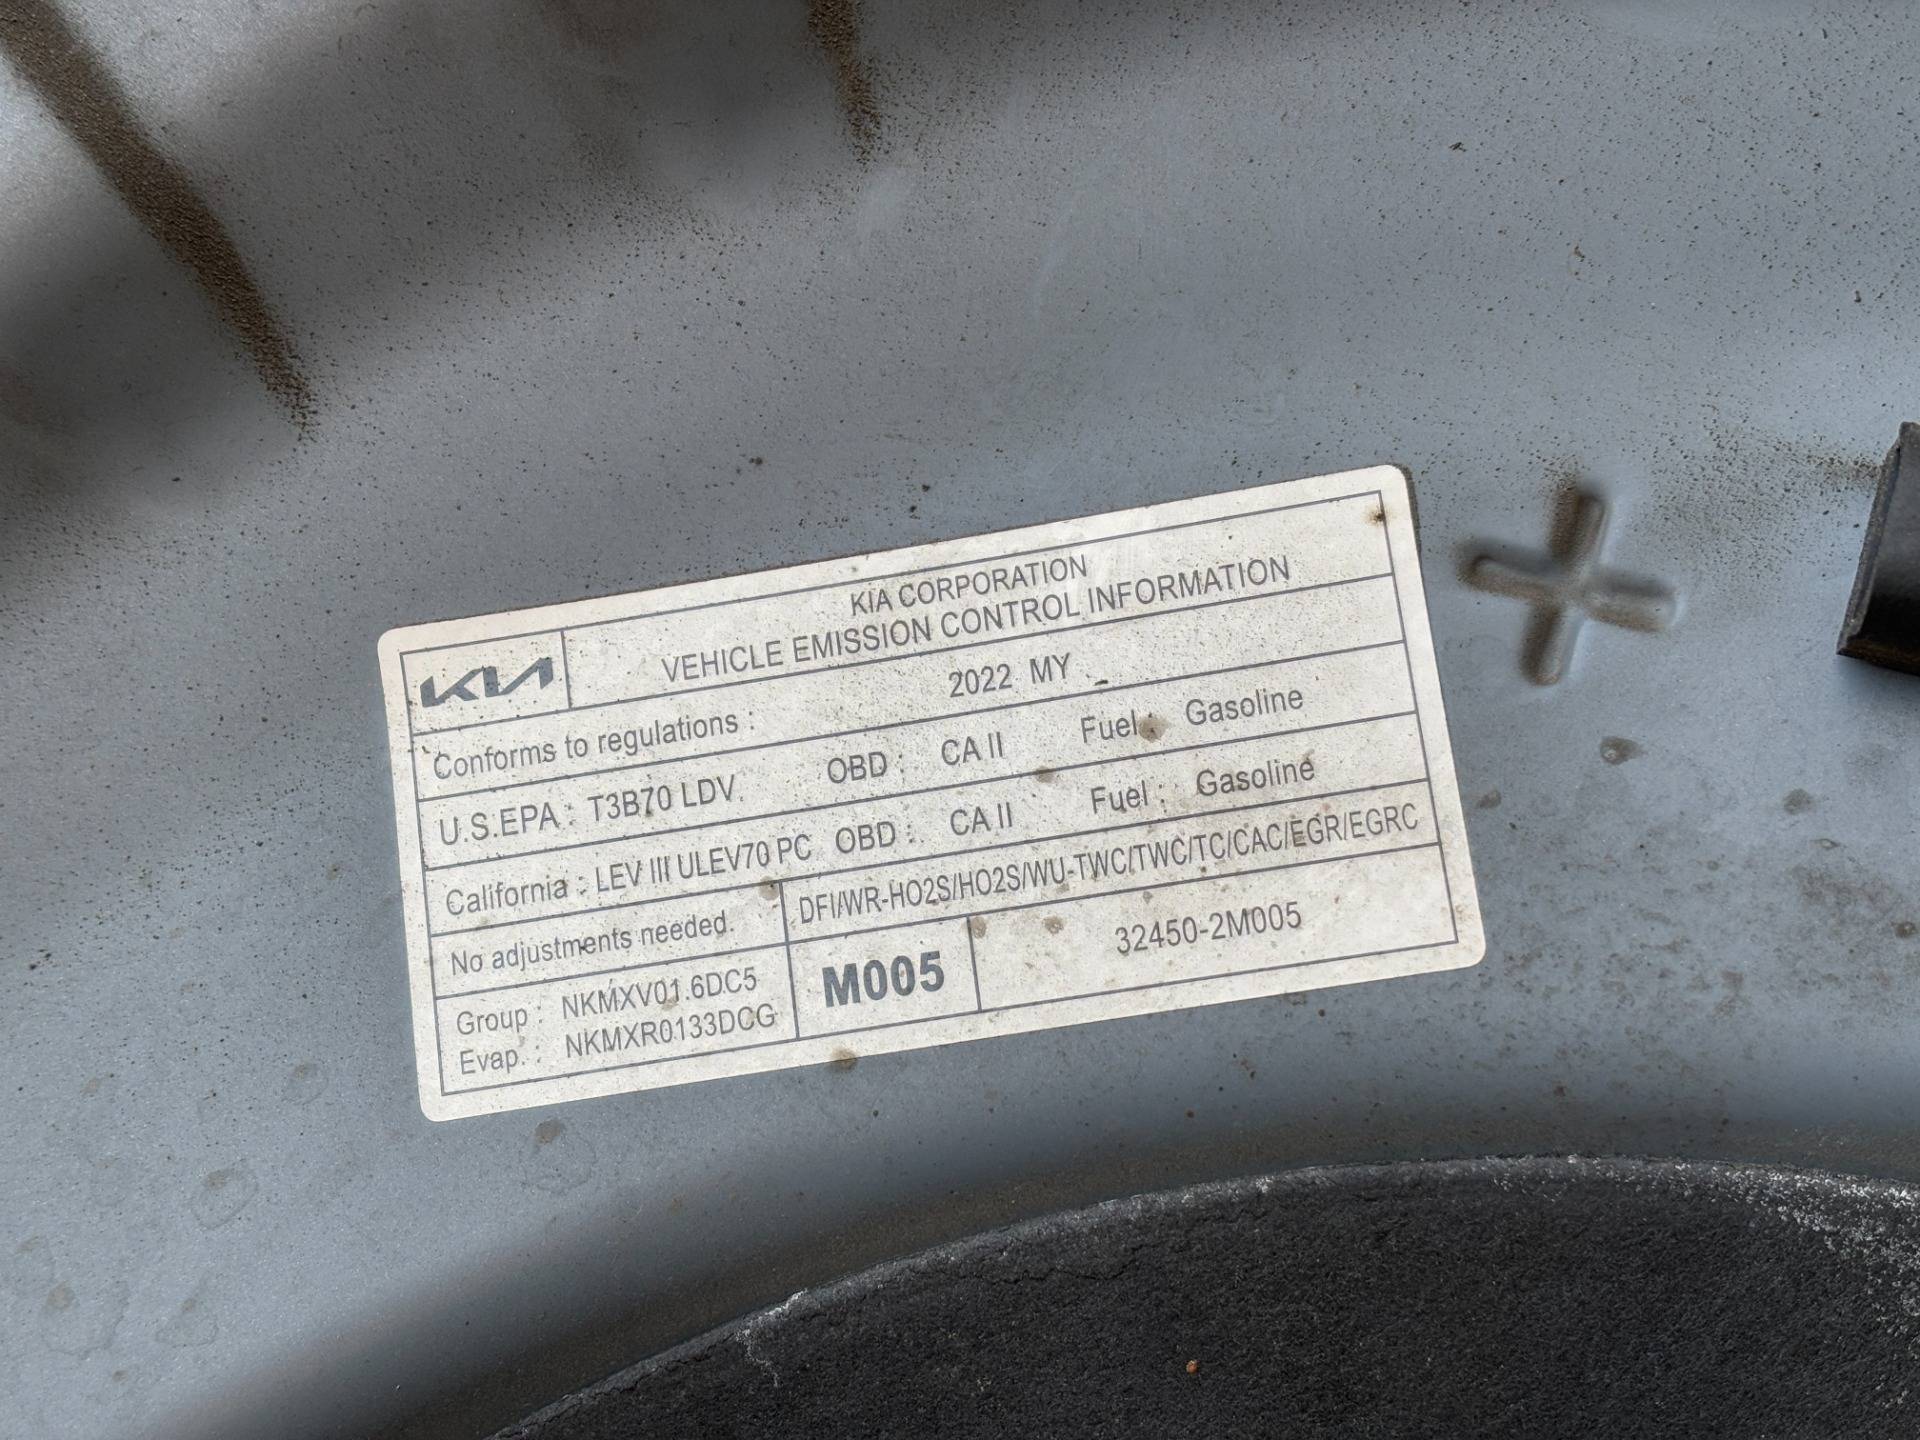 KIA
KIA CORPORATION
VEHICLE EMISSION CONTROL INFORMATION
Conforms to regulations : 2022 MY
U.S.EPA : T3B70 LDV OBD : CA II Fuel : Gasoline
California : LEV III ULEV70 PC OBD : CA II Fuel : Gasoline
No adjustments needed. DFI/WR-HO2S/HO2S/WU-TWC/TWC/TC/CAC/EGR/EGRC
Group : NKMXV01.6DC5
Evap. : NKMXR0133DCG
M005
32450-2M005